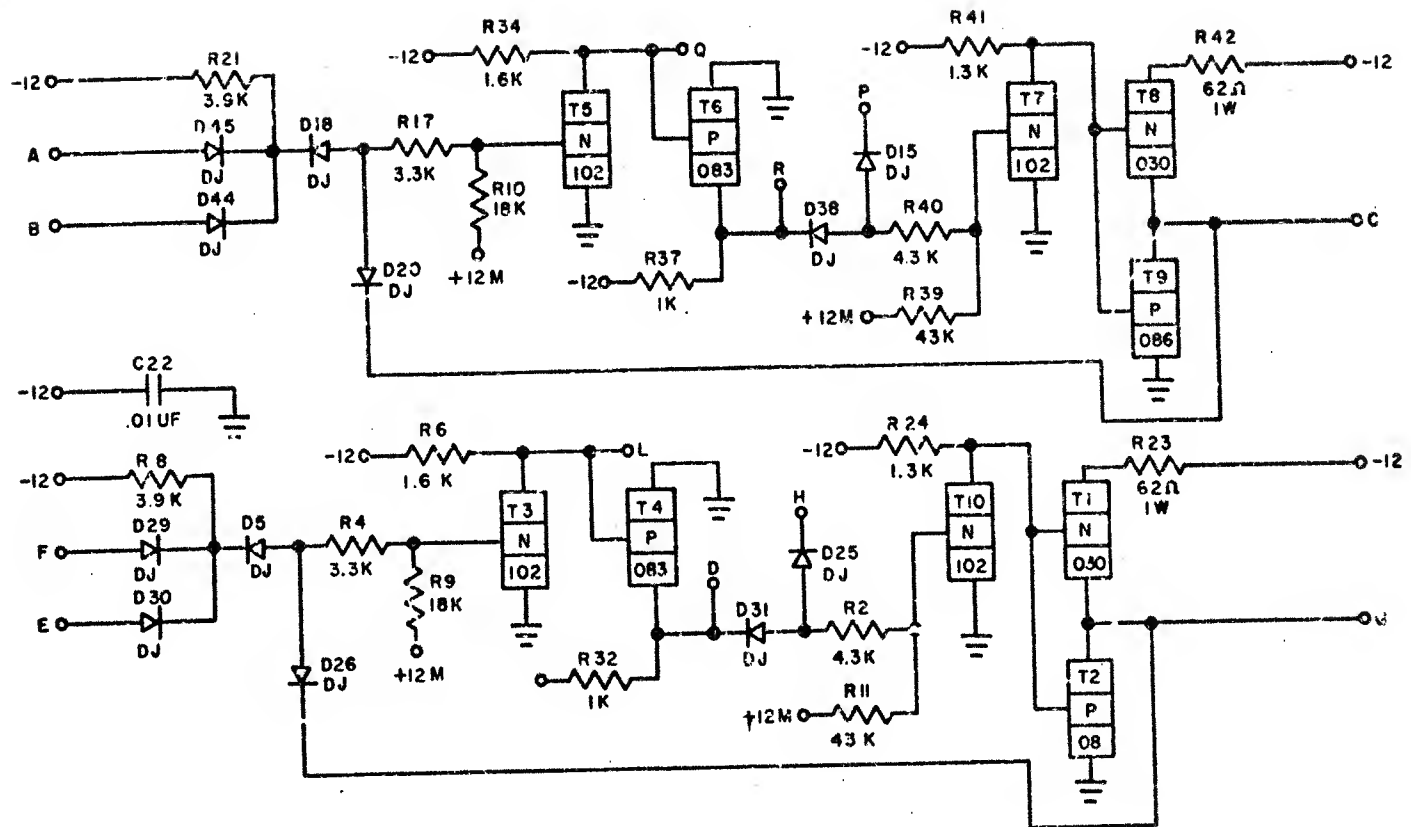 R34
-12
1.6K
Q
R21
-12
3.9K
D45
A
DJ
D44
B
DJ
D18
DJ
R17
3.3K
R10
18K
+12M
T5
N
102
T6
P
083
R
R37
-12
1K
D38
DJ
P
D15
DJ
R40
4.3K
R39
+12M
43K
R41
-12
1.3K
T7
N
102
T8
N
030
R42
-12
62Ω
1W
C
T9
P
086
D20
DJ
C22
-12
.01UF
R6
-12
1.6K
L
R8
-12
3.9K
D29
F
DJ
D30
E
DJ
D5
DJ
R4
3.3K
R9
18K
+12M
T3
N
102
T4
P
083
D
R32
1K
D31
DJ
H
D25
DJ
R2
4.3K
R11
+12M
43K
R24
-12
1.3K
T10
N
102
T1
N
030
R23
-12
62Ω
1W
T2
P
08
D26
DJ